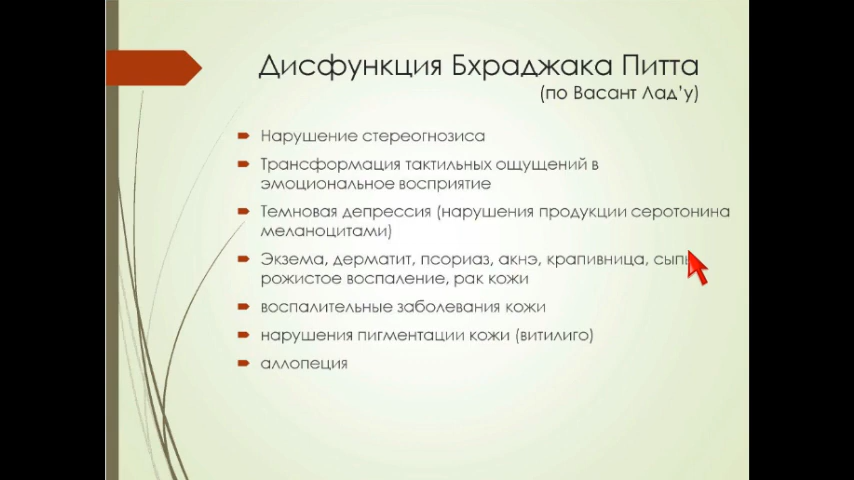 Дисфункция Бхраджака Питта
(по Васант Лад'у)
Нарушение стереогнозиса
Трансформация тактильных ощущений в
эмоциональное восприятие
Темновая депрессия (нарушения продукции серотонина
меланоцитами)
Экзема, дерматит, псориаз, акнэ, крапивница, сыпь,
рожистое воспаление, рак кожи
воспалительные заболевания кожи
нарушения пигментации кожи (витилиго)
аллопеция